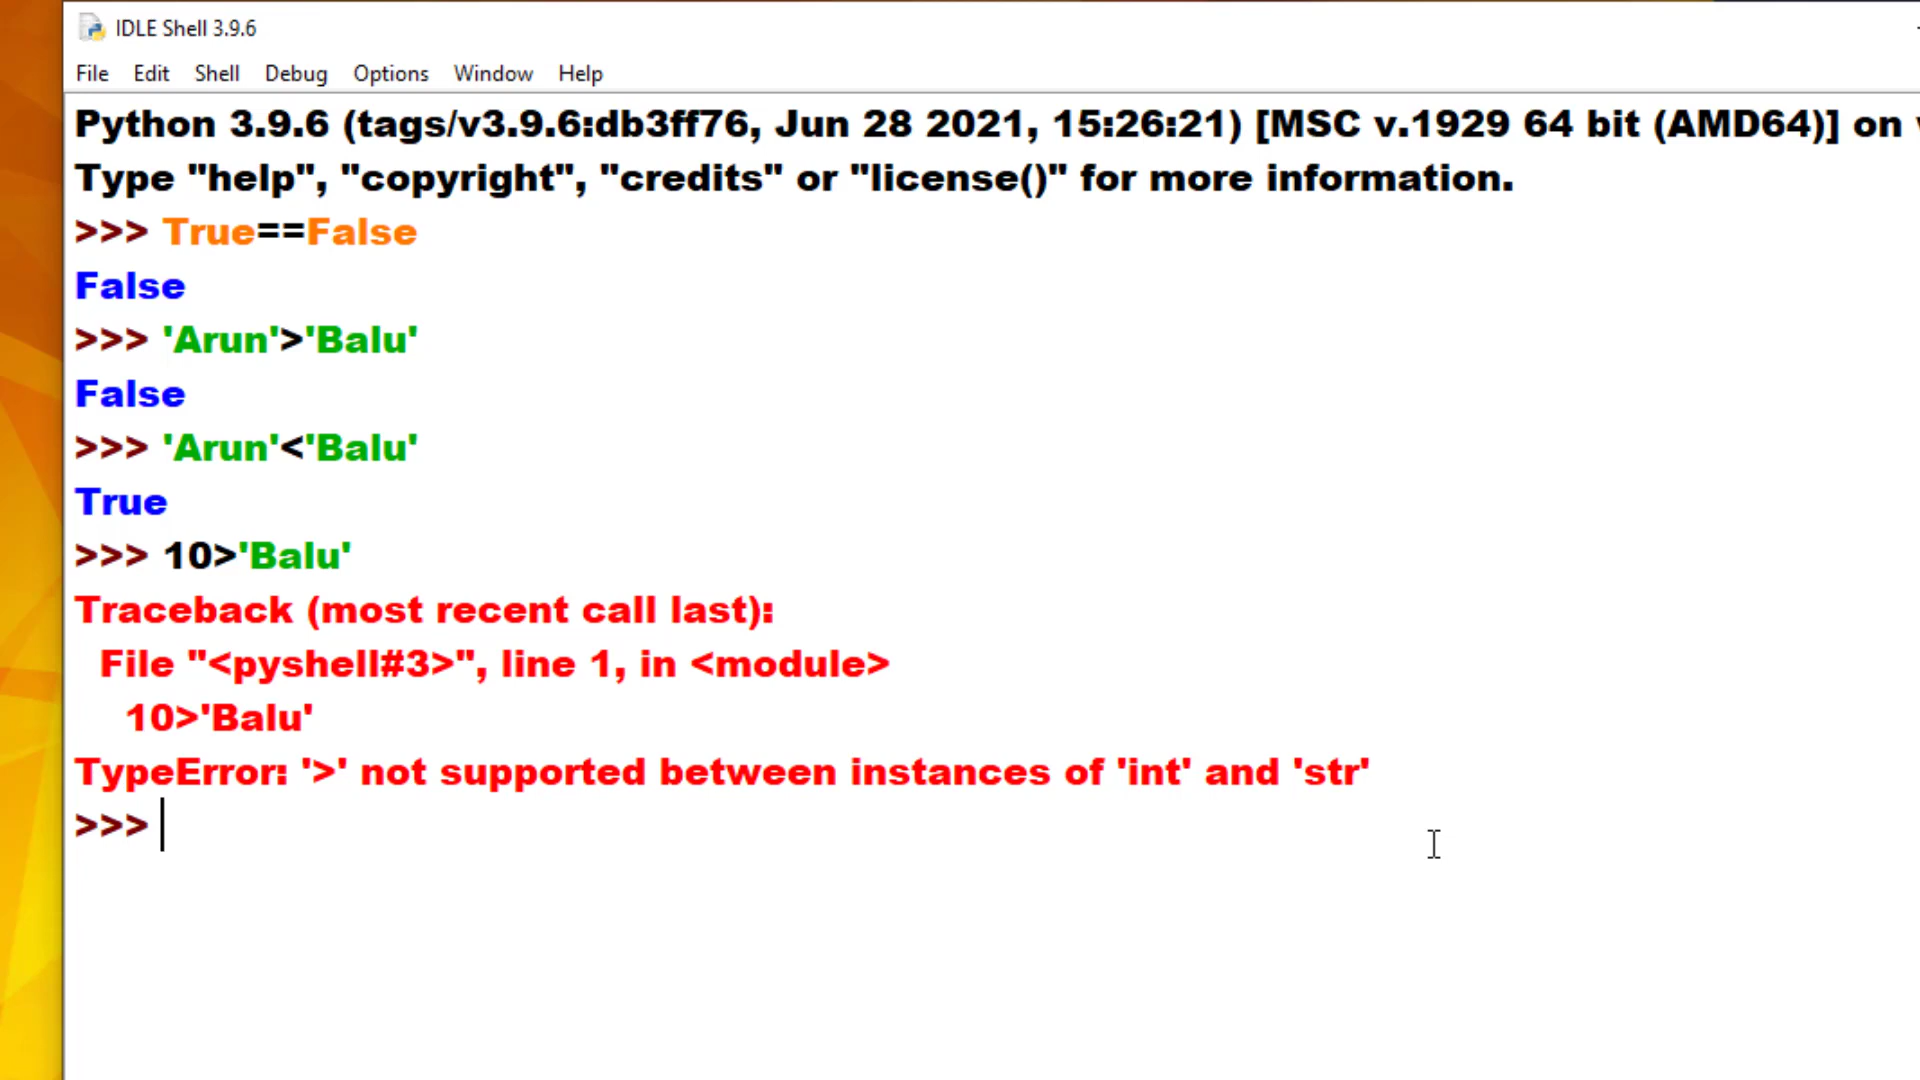 IDLE Shell 3.9.6
File Edit Shell Debug Options Window Help
Python 3.9.6 (tags/v3.9.6:db3ff76, Jun 28 2021, 15:26:21) [MSC v.1929 64 bit (AMD64)] on
Type "help", "copyright", "credits" or "license()" for more information.
>>> True==False
False
>>> 'Arun'>'Balu'
False
>>> 'Arun'<'Balu'
True
>>> 10>'Balu'
Traceback (most recent call last):
  File "<pyshell#3>", line 1, in <module>
    10>'Balu'
TypeError: '>' not supported between instances of 'int' and 'str'
>>>